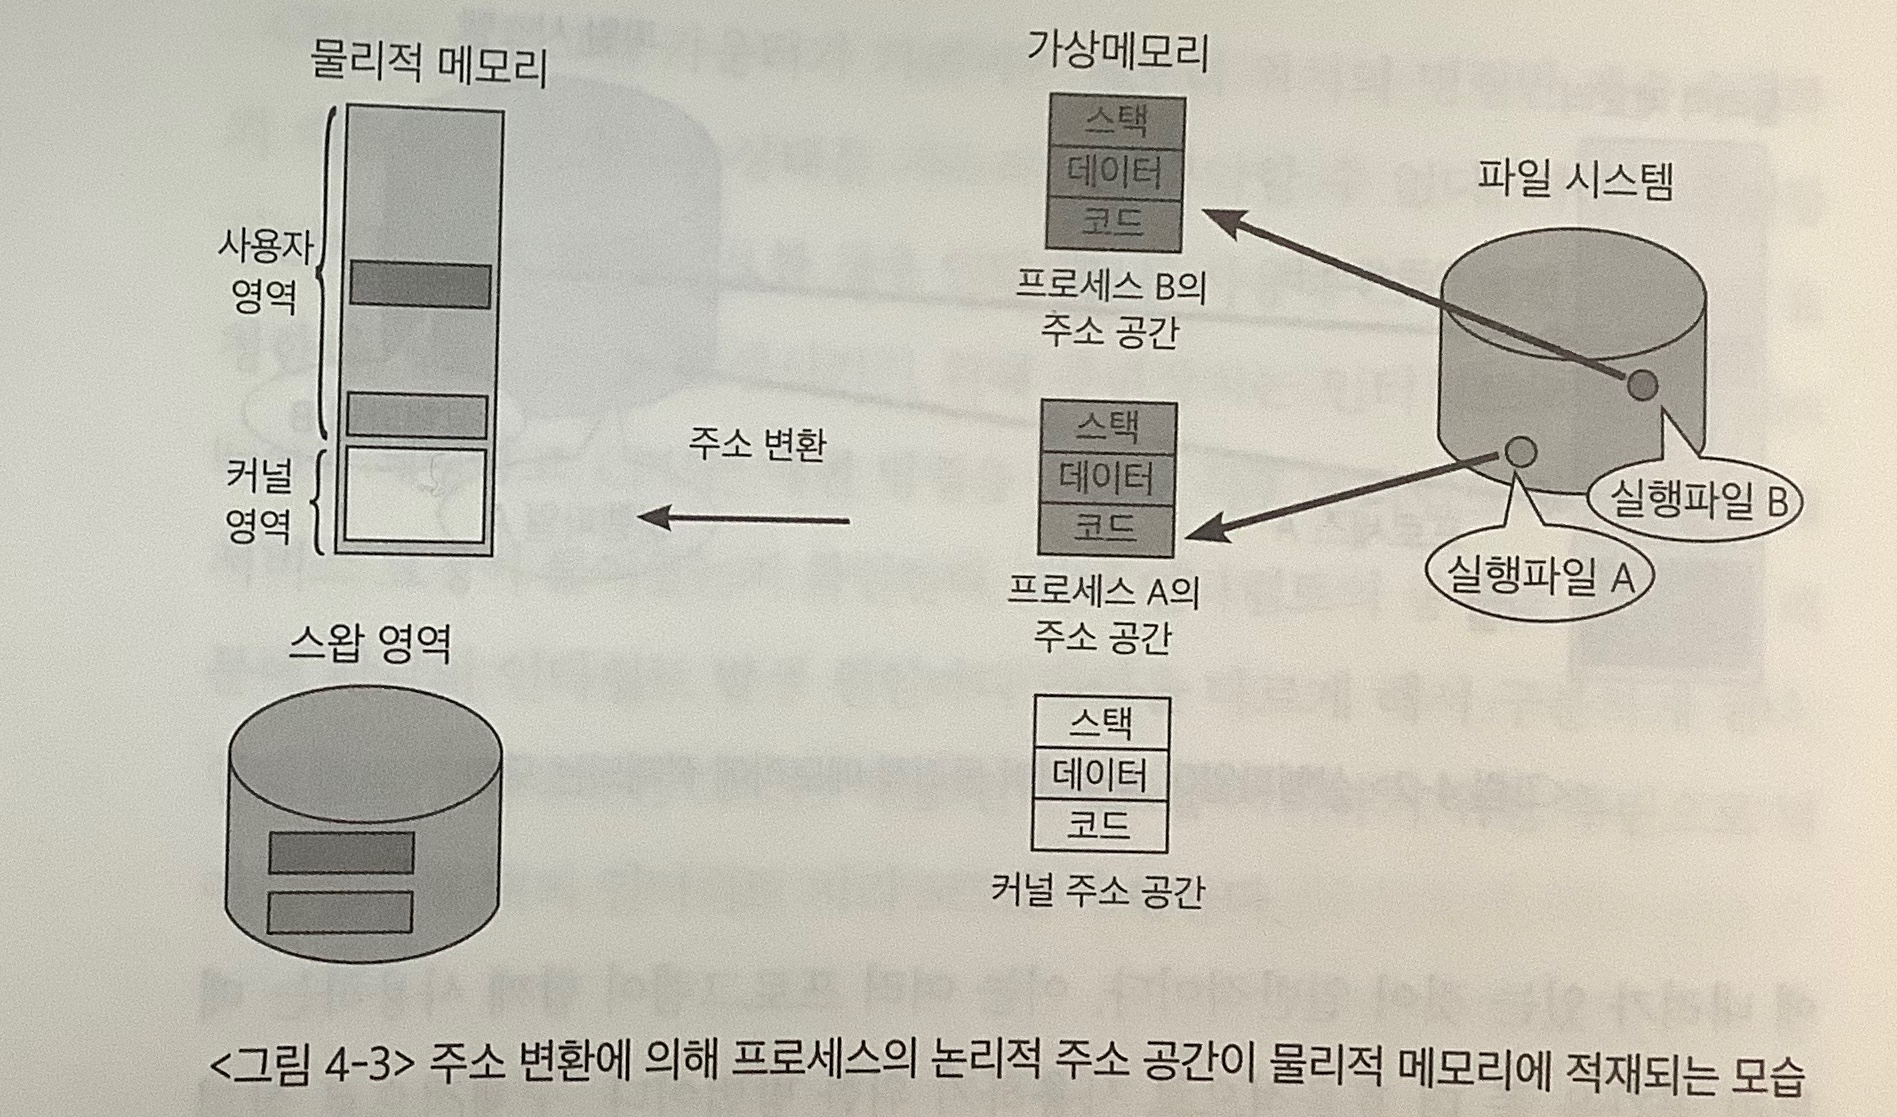 물리적 메모리
사용자
영역
커널
영역
스왑 영역
주소 변환
가상메모리
스택
데이터
코드
프로세스 B의
주소 공간
스택
데이터
코드
프로세스 A의
주소 공간
스택
데이터
코드
커널 주소 공간
파일 시스템
실행파일 B
실행파일 A
<그림 4-3> 주소 변환에 의해 프로세스의 논리적 주소 공간이 물리적 메모리에 적재되는 모습